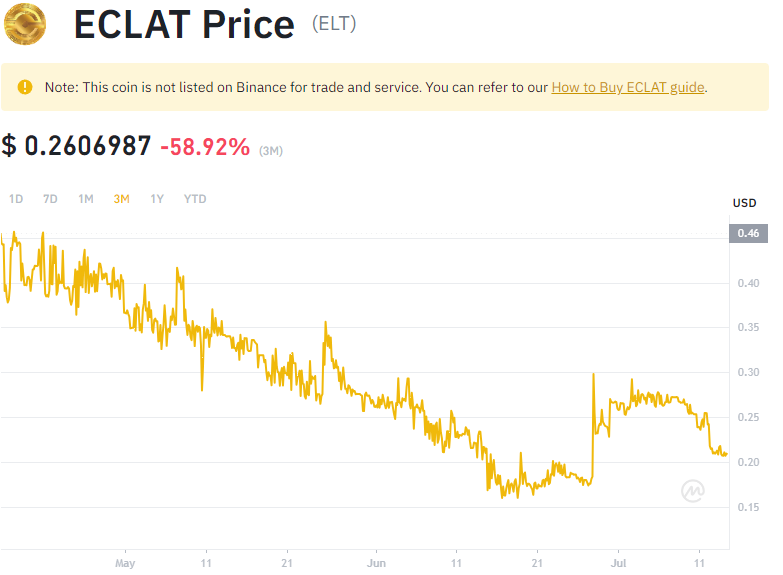 ECLAT Price (ELT)
Note: This coin is not listed on Binance for trade and service. You can refer to our How to Buy ECLAT guide.
$ 0.2606987 -58.92% (3M)
1D 7D 1M 3M 1Y YTD
USD
0.46
0.40
0.35
0.30
0.25
0.20
0.15
May 11 21 Jun 11 21 Jul 11